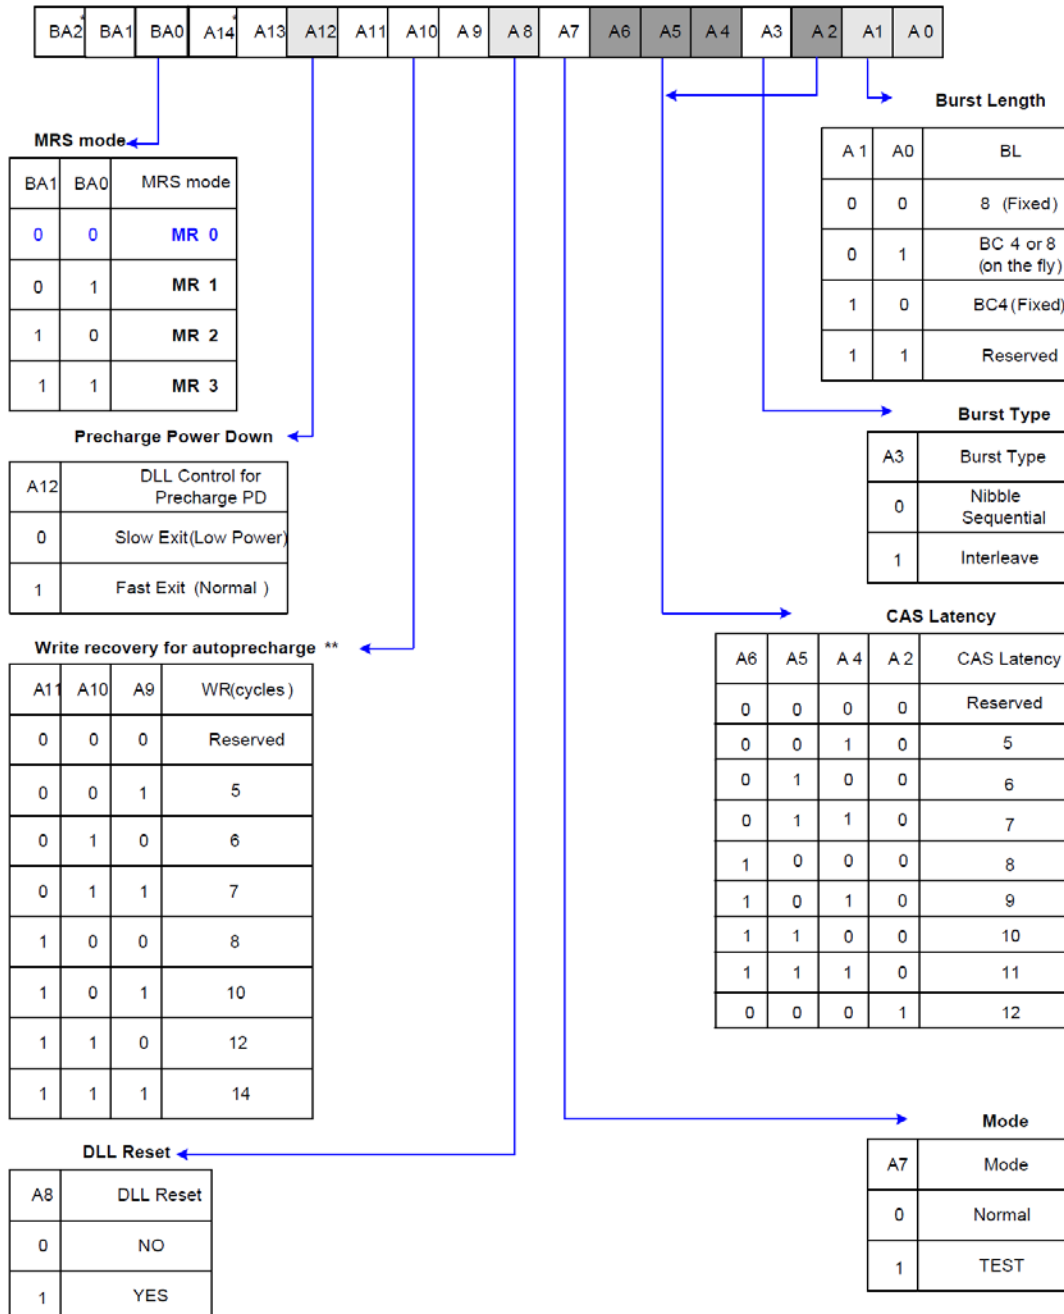 BA2* BA1 BA0 A14* A13 A12 A11 A10 A9 A8 A7 A6 A5 A4 A3 A2 A1 A0
MRS mode
BA1 BA0 MRS mode
0 0 MR 0
0 1 MR 1
1 0 MR 2
1 1 MR 3
Precharge Power Down
A12 DLL Control for
Precharge PD
0 Slow Exit(Low Power)
1 Fast Exit (Normal )
Write recovery for autoprecharge **
A11 A10 A9 WR(cycles)
0 0 0 Reserved
0 0 1 5
0 1 0 6
0 1 1 7
1 0 0 8
1 0 1 10
1 1 0 12
1 1 1 14
DLL Reset
A8 DLL Reset
0 NO
1 YES
Burst Length
A1 A0 BL
0 0 8 (Fixed)
0 1 BC 4 or 8
(on the fly)
1 0 BC4(Fixed)
1 1 Reserved
Burst Type
A3 Burst Type
0 Nibble
Sequential
1 Interleave
CAS Latency
A6 A5 A4 A2 CAS Latency
0 0 0 0 Reserved
0 0 1 0 5
0 1 0 0 6
0 1 1 0 7
1 0 0 0 8
1 0 1 0 9
1 1 0 0 10
1 1 1 0 11
0 0 0 1 12
Mode
A7 Mode
0 Normal
1 TEST